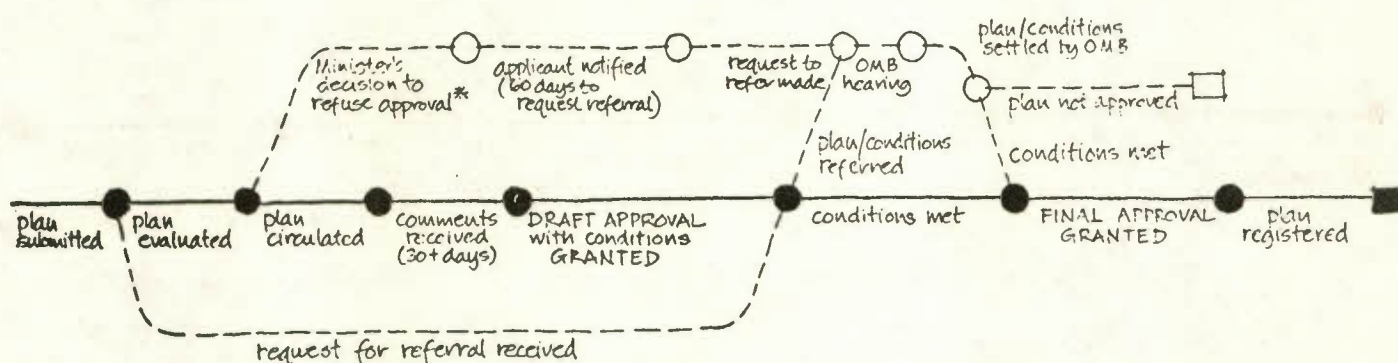 Minister's
decision to
refuse approval*
applicant notified
(60 days to
request referral)
request to
refer made
OMB
hearing
plan/conditions
settled by OMB
plan not approved
plan/conditions
referred
conditions met
plan
submitted
plan
evaluated
plan
circulated
comments
received
(30+ days)
DRAFT APPROVAL
with conditions
GRANTED
conditions met
FINAL APPROVAL
GRANTED
plan
registered
request for referral received